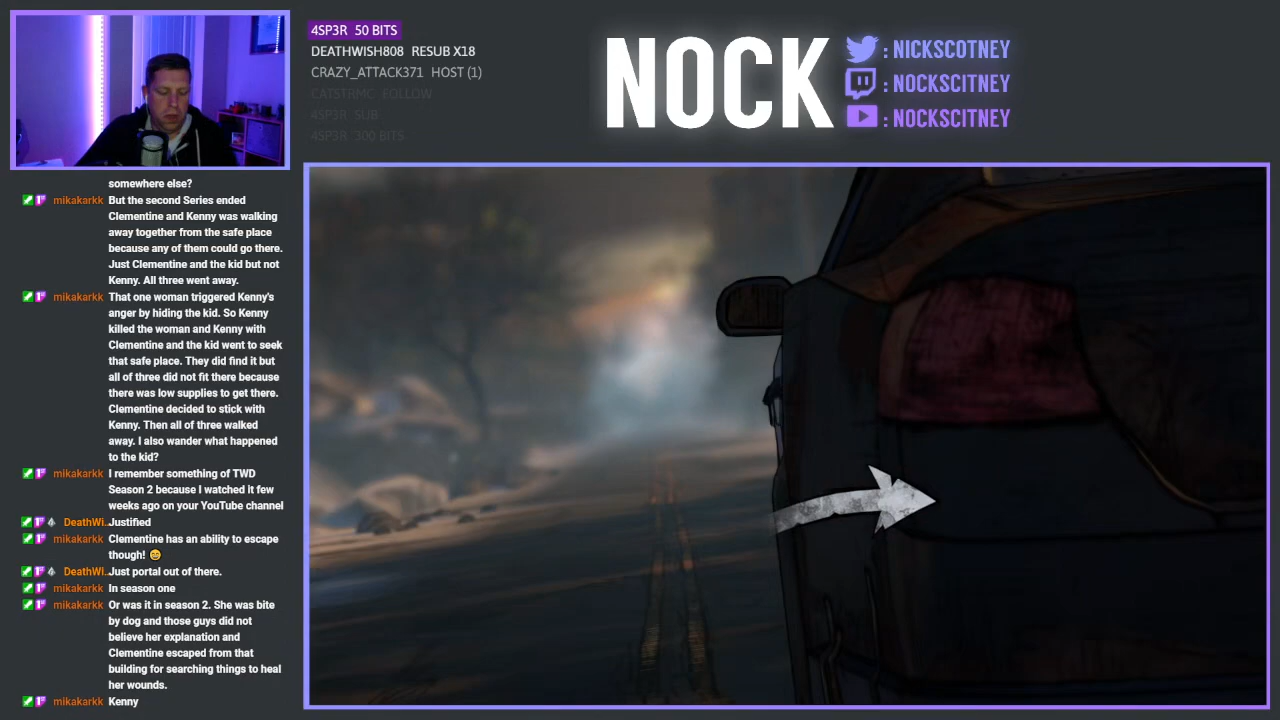 4SP3R 50 BITS
DEATHWISH808 RESUB X18
CRAZY_ATTACK371 HOST (1)
CATSTRMC FOLLOW
4SP3R SUB
4SP3R 300 BITS
NOCK
: NICKSCOTNEY
: NOCKSCITNEY
: NOCKSCITNEY
somewhere else?
mikakarkk But the second Series ended
Clementine and Kenny was walking
away together from the safe place
because any of them could go there.
Just Clementine and the kid but not
Kenny. All three went away.
mikakarkk That one woman triggered Kenny's
anger by hiding the kid. So Kenny
killed the woman and Kenny with
Clementine and the kid went to seek
that safe place. They did find it but
all of three did not fit there because
there was low supplies to get there.
Clementine decided to stick with
Kenny. Then all of three walked
away. I also wander what happened
to the kid?
mikakarkk I remember something of TWD
Season 2 because I watched it few
weeks ago on your YouTube channel
DeathWi... Justified
mikakarkk Clementine has an ability to escape
though! 😄
DeathWi... Just portal out of there.
mikakarkk In season one
mikakarkk Or was it in season 2. She was bite
by dog and those guys did not
believe her explanation and
Clementine escaped from that
building for searching things to heal
her wounds.
mikakarkk Kenny